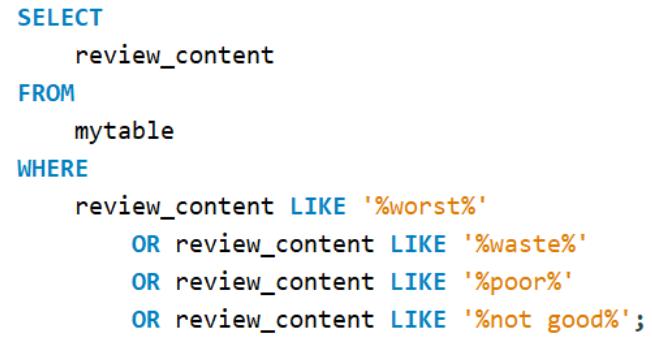 SELECT
review_content
FROM
mytable
WHERE
review_content LIKE '%worst%'
OR review_content LIKE '%waste%'
OR review_content LIKE '%poor%'
OR review_content LIKE '%not good%';